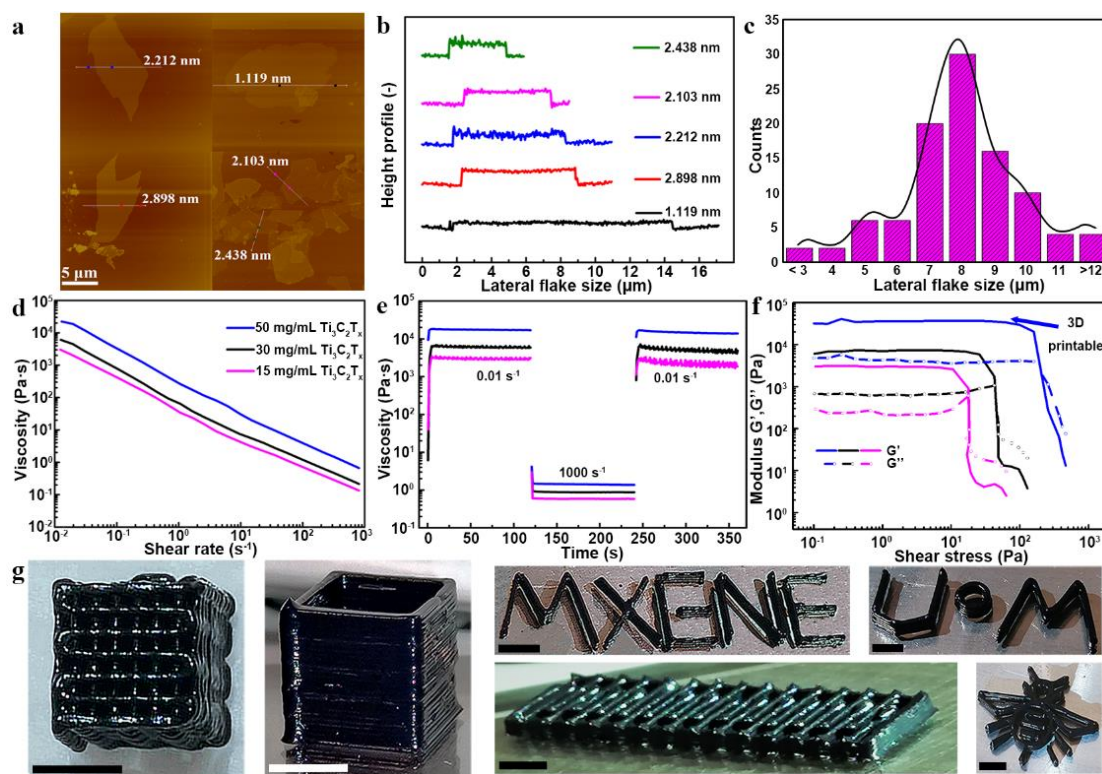 a
2.212 nm
1.119 nm
2.103 nm
2.898 nm
2.438 nm
5 μm
b
Height profile (-)
2.438 nm
2.103 nm
2.212 nm
2.898 nm
1.119 nm
0 2 4 6 8 10 12 14 16
Lateral flake size (μm)
c
Counts
35
30
25
20
15
10
5
0
< 3 4 5 6 7 8 9 10 11 >12
Lateral flake size (μm)
d
Viscosity (Pa·s)
10⁵
10⁴
10³
10²
10¹
10⁰
10⁻¹
10⁻²
50 mg/mL Ti₃C₂Tₓ
30 mg/mL Ti₃C₂Tₓ
15 mg/mL Ti₃C₂Tₓ
10⁻² 10⁻¹ 10⁰ 10¹ 10² 10³
Shear rate (s⁻¹)
e
Viscosity (Pa·s)
10⁵
10⁴
10³
10²
10¹
10⁰
10⁻¹
0.01 s⁻¹
0.01 s⁻¹
1000 s⁻¹
0 50 100 150 200 250 300 350
Time (s)
f
Modulus G',G'' (Pa)
10⁵
10⁴
10³
10²
10¹
10⁰
3D
printable
G'
G''
10⁻¹ 10⁰ 10¹ 10² 10³
Shear stress (Pa)
g
MXENE
UoM